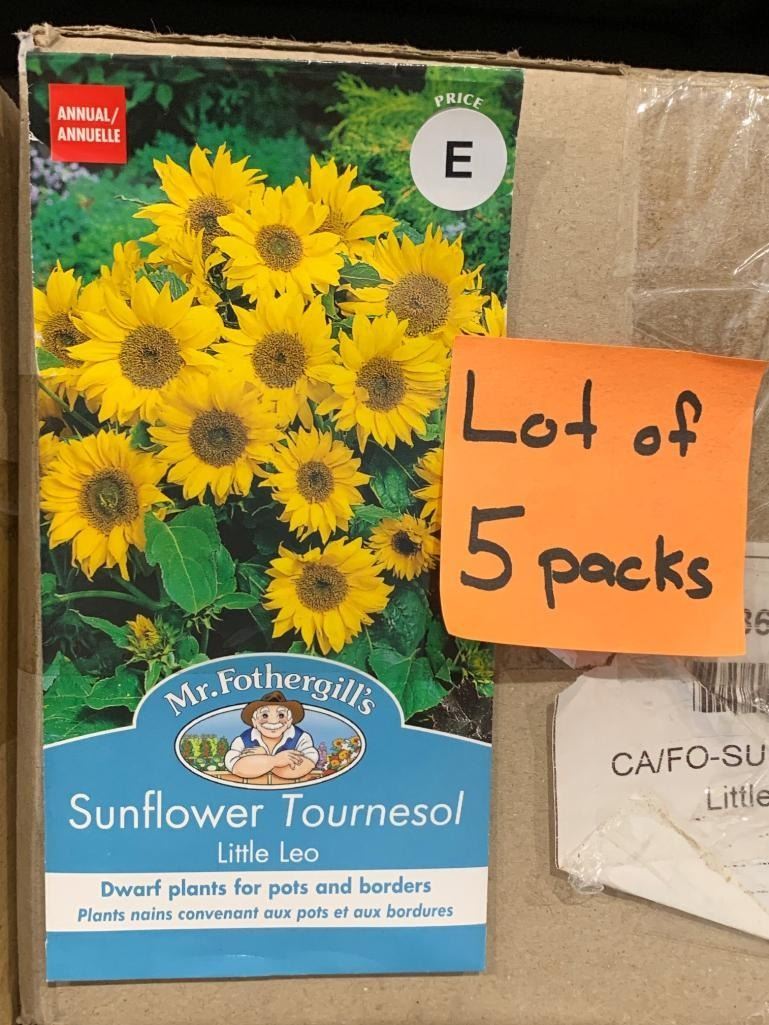 ANNUAL/
ANNUELLE
PRICE
E
Lot of
5 packs
Mr. Fothergill's
Sunflower Tournesol
Little Leo
Dwarf plants for pots and borders
Plants nains convenant aux pots et aux bordures
CA/FO-SU
Little